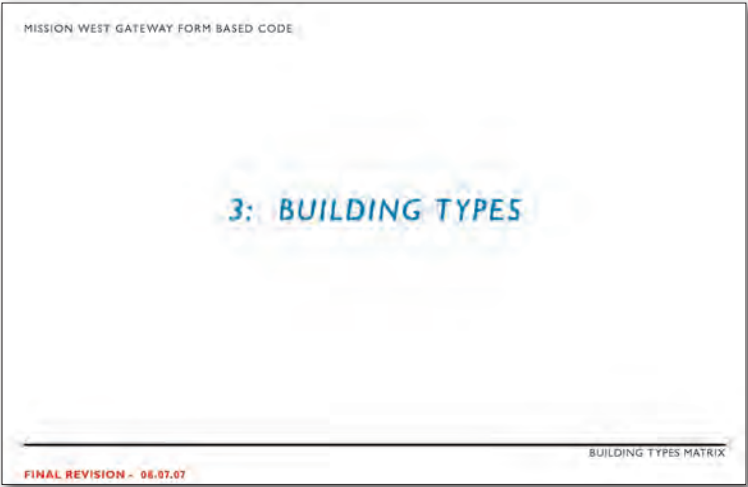 MISSION WEST GATEWAY FORM BASED CODE
3: BUILDING TYPES
BUILDING TYPES MATRIX
FINAL REVISION - 06.07.07